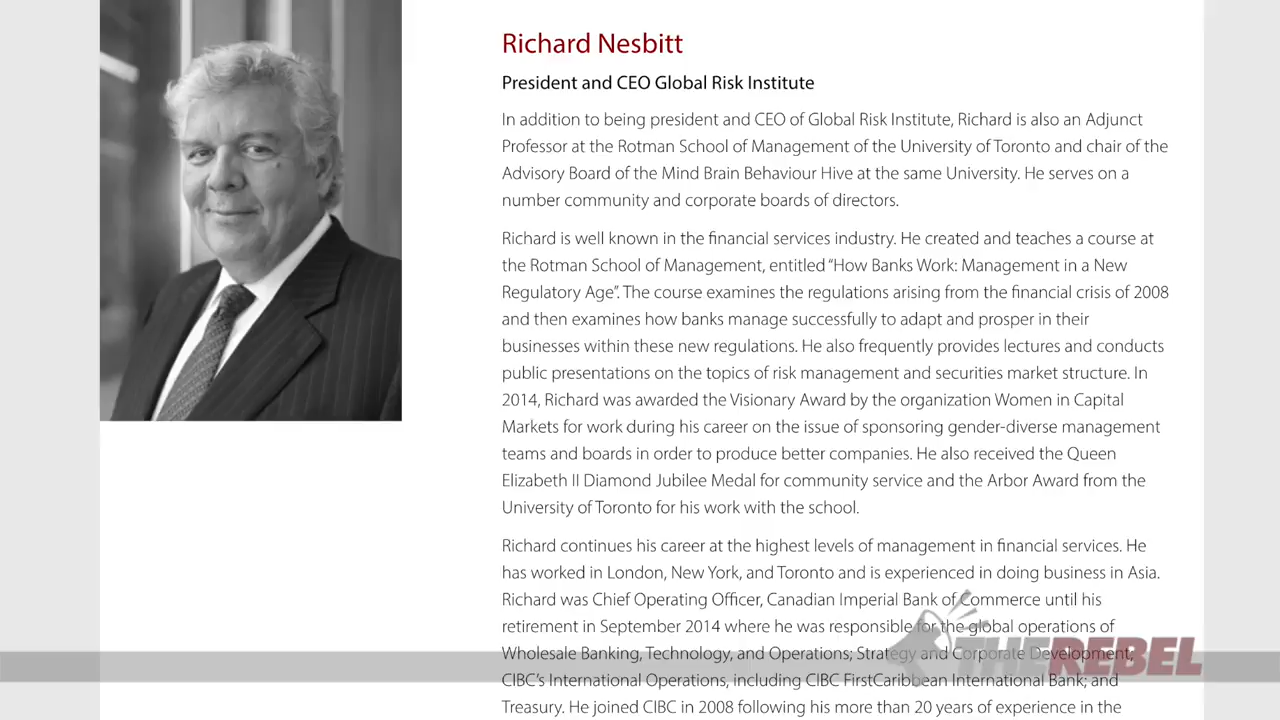 Richard Nesbitt
President and CEO Global Risk Institute
In addition to being president and CEO of Global Risk Institute, Richard is also an Adjunct
Professor at the Rotman School of Management of the University of Toronto and chair of the
Advisory Board of the Mind Brain Behaviour Hive at the same University. He serves on a
number community and corporate boards of directors.
Richard is well known in the financial services industry. He created and teaches a course at
the Rotman School of Management, entitled “How Banks Work: Management in a New
Regulatory Age”. The course examines the regulations arising from the financial crisis of 2008
and then examines how banks manage successfully to adapt and prosper in their
businesses within these new regulations. He also frequently provides lectures and conducts
public presentations on the topics of risk management and securities market structure. In
2014, Richard was awarded the Visionary Award by the organization Women in Capital
Markets for work during his career on the issue of sponsoring gender-diverse management
teams and boards in order to produce better companies. He also received the Queen
Elizabeth II Diamond Jubilee Medal for community service and the Arbor Award from the
University of Toronto for his work with the school.
Richard continues his career at the highest levels of management in financial services. He
has worked in London, New York, and Toronto and is experienced in doing business in Asia.
Richard was Chief Operating Officer, Canadian Imperial Bank of Commerce until his
retirement in September 2014 where he was responsible for the global operations of
Wholesale Banking, Technology, and Operations; Strategy and Corporate Development;
CIBC’s International Operations, including CIBC FirstCaribbean International Bank; and
Treasury. He joined CIBC in 2008 following his more than 20 years of experience in the
THE REBEL